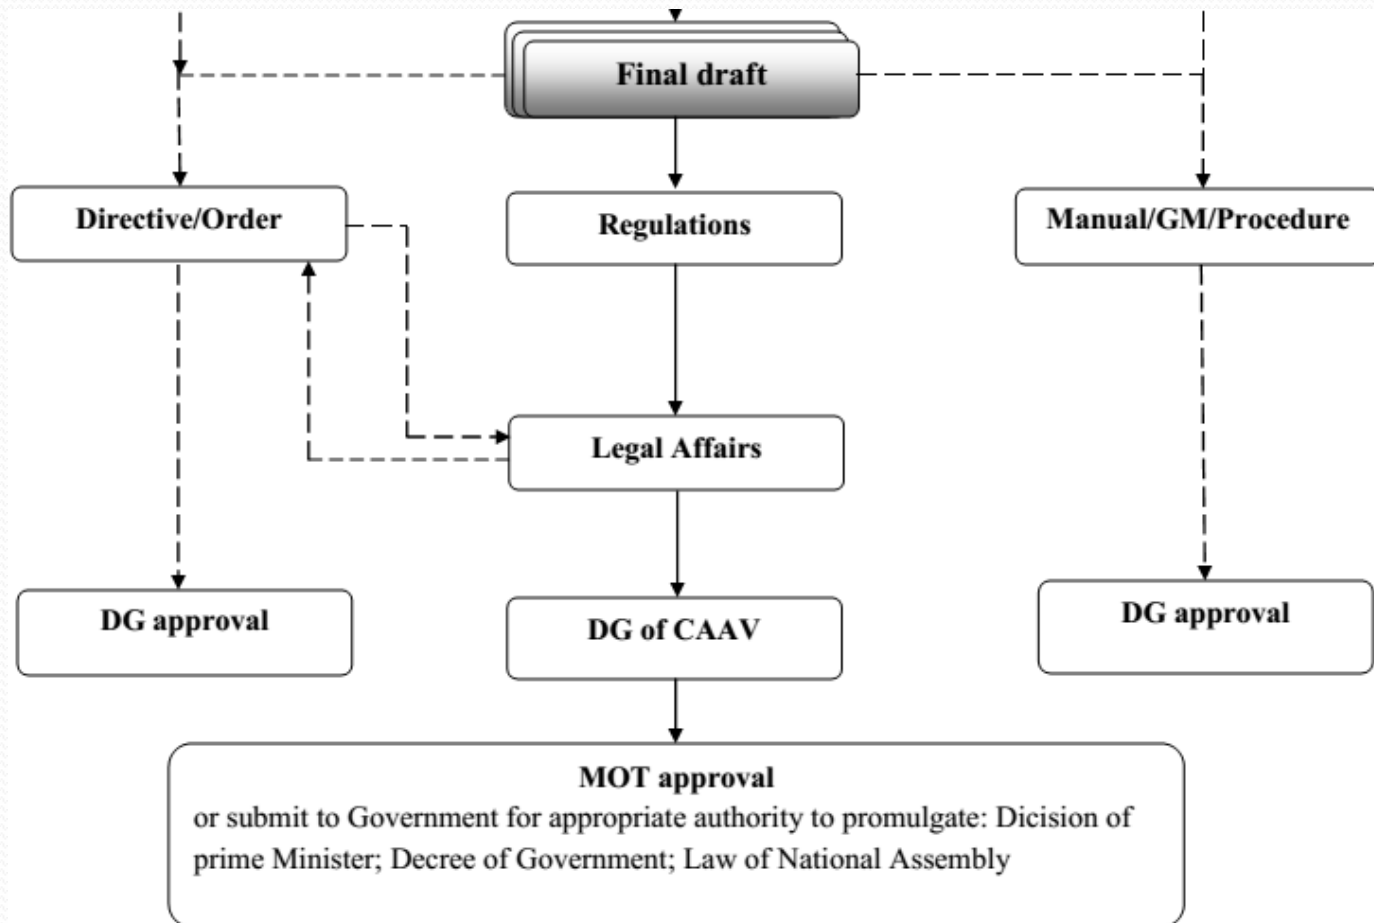 Final draft
Directive/Order
Regulations
Manual/GM/Procedure
Legal Affairs
DG approval
DG of CAAV
DG approval
MOT approval
or submit to Government for appropriate authority to promulgate: Dicision of
prime Minister; Decree of Government; Law of National Assembly